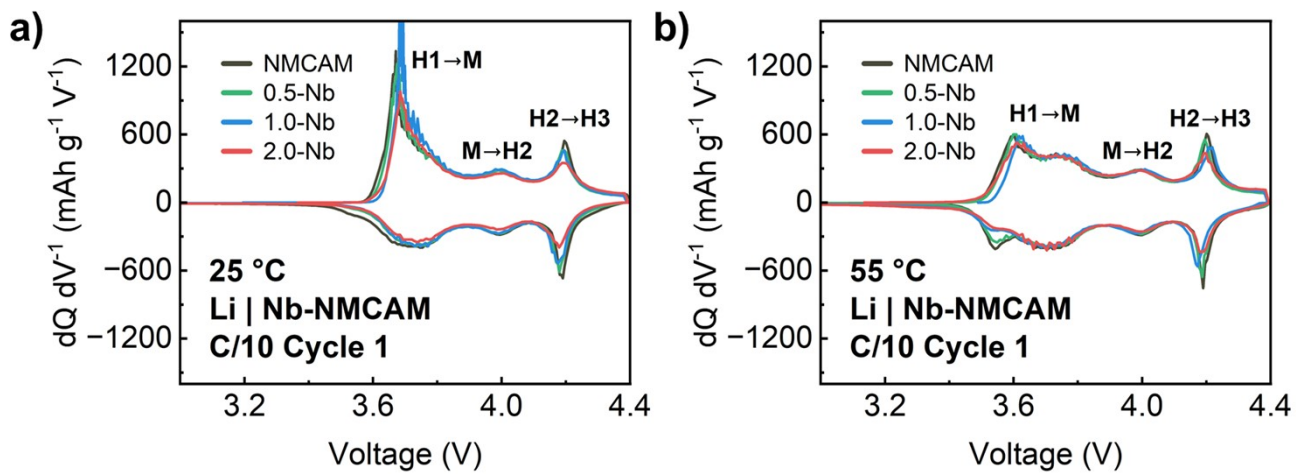 a)
1200
600
0
−600
−1200
dQ dV⁻¹ (mAh g⁻¹ V⁻¹)
NMCAM
0.5-Nb
1.0-Nb
2.0-Nb
H1→M
M→H2
H2→H3
25 °C
Li | Nb-NMCAM
C/10 Cycle 1
3.2 3.6 4.0 4.4
Voltage (V)
b)
1200
600
0
−600
−1200
dQ dV⁻¹ (mAh g⁻¹ V⁻¹)
NMCAM
0.5-Nb
1.0-Nb
2.0-Nb
H1→M
M→H2
H2→H3
55 °C
Li | Nb-NMCAM
C/10 Cycle 1
3.2 3.6 4.0 4.4
Voltage (V)